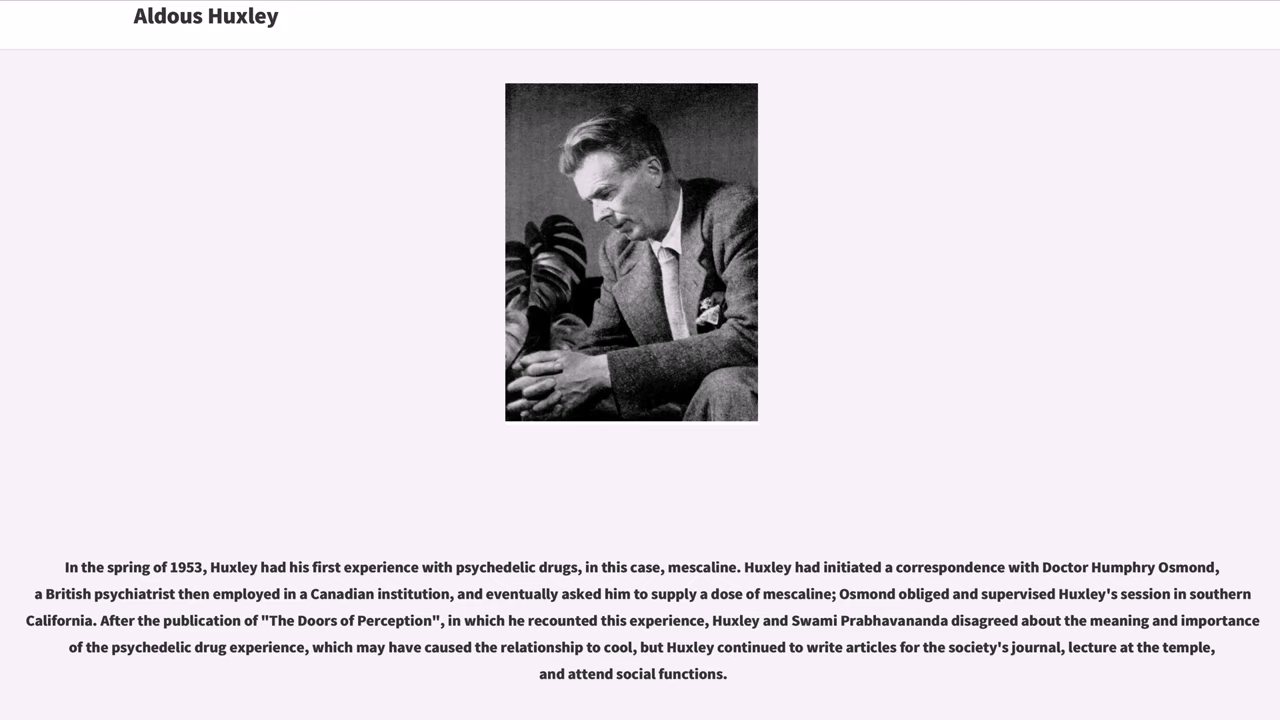 Aldous Huxley
In the spring of 1953, Huxley had his first experience with psychedelic drugs, in this case, mescaline. Huxley had initiated a correspondence with Doctor Humphry Osmond,
a British psychiatrist then employed in a Canadian institution, and eventually asked him to supply a dose of mescaline; Osmond obliged and supervised Huxley's session in southern
California. After the publication of "The Doors of Perception", in which he recounted this experience, Huxley and Swami Prabhavananda disagreed about the meaning and importance
of the psychedelic drug experience, which may have caused the relationship to cool, but Huxley continued to write articles for the society's journal, lecture at the temple,
and attend social functions.